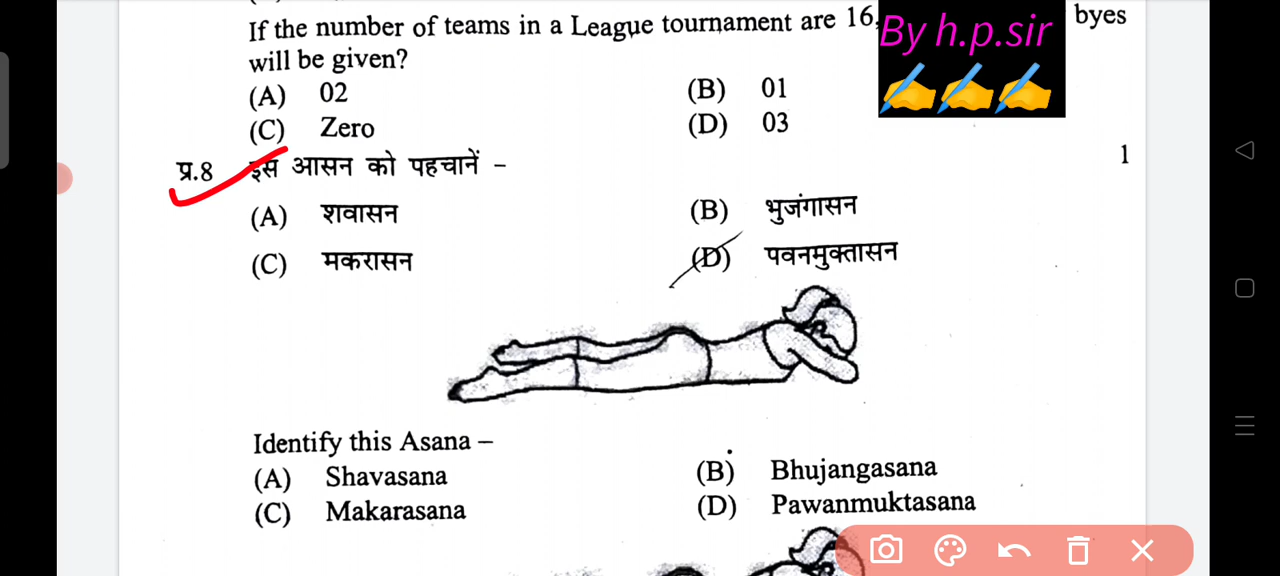 If the number of teams in a League tournament are 16, byes
By h.p.sir
will be given?
(A) 02 (B) 01
(C) Zero (D) 03
प्र.8 इस आसन को पहचानें – 1
(A) शवासन (B) भुजंगासन
(C) मकरासन (D) पवनमुक्तासन
Identify this Asana –
(A) Shavasana (B) Bhujangasana
(C) Makarasana (D) Pawanmuktasana